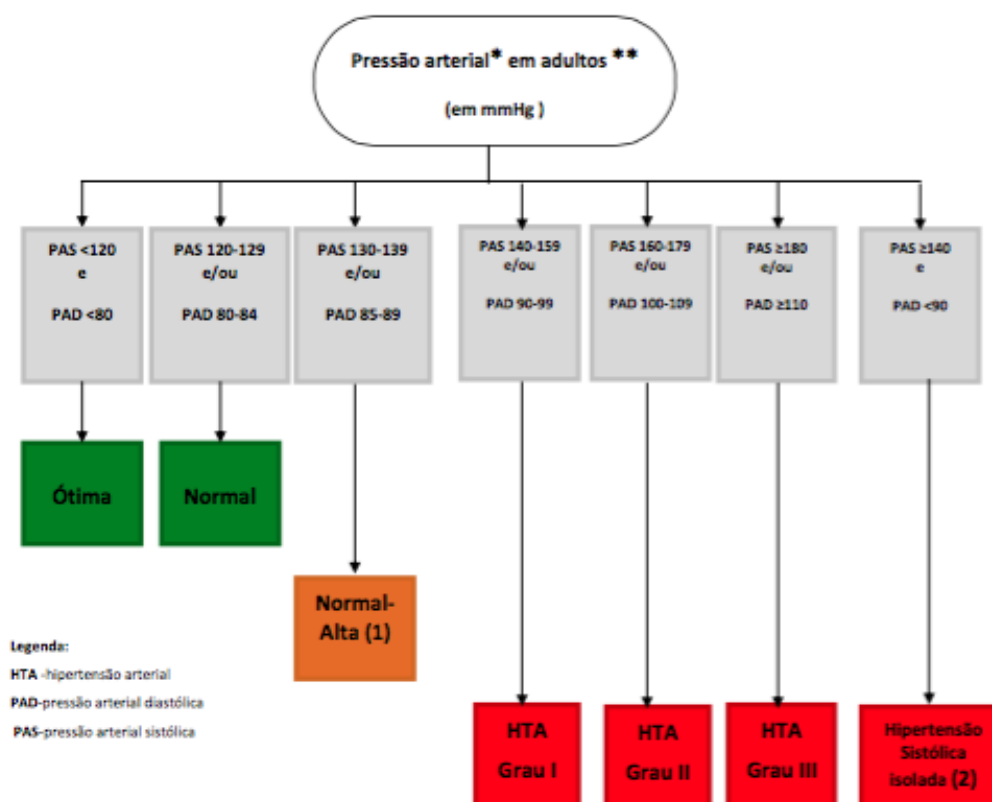 Pressão arterial* em adultos **
(em mmHg )
PAS <120
e
PAD <80
PAS 120-129
e/ou
PAD 80-84
PAS 130-139
e/ou
PAD 85-89
PAS 140-159
e/ou
PAD 90-99
PAS 160-179
e/ou
PAD 100-109
PAS ≥180
e/ou
PAD ≥110
PAS ≥140
e
PAD <90
Ótima
Normal
Normal-
Alta (1)
Legenda:
HTA -hipertensão arterial
PAD-pressão arterial diastólica
PAS-pressão arterial sistólica
HTA
Grau I
HTA
Grau II
HTA
Grau III
Hipertensão
Sistólica
isolada (2)